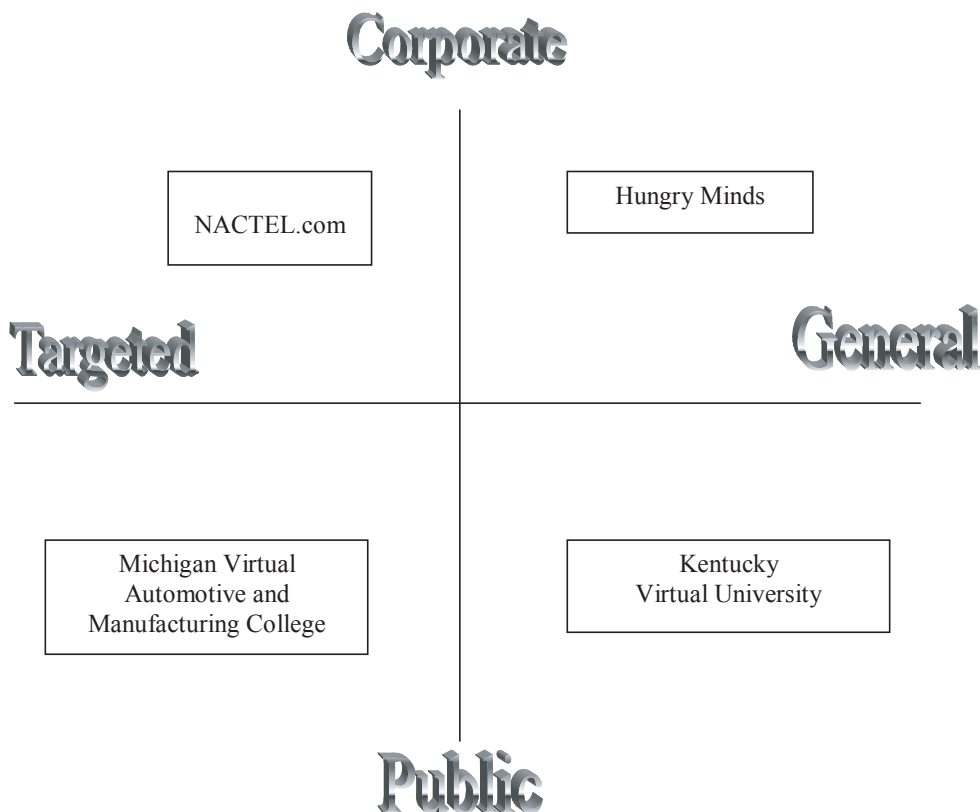 Corporate
NACTEL.com
Hungry Minds
Targeted
General
Michigan Virtual
Automotive and
Manufacturing College
Kentucky
Virtual University
Public